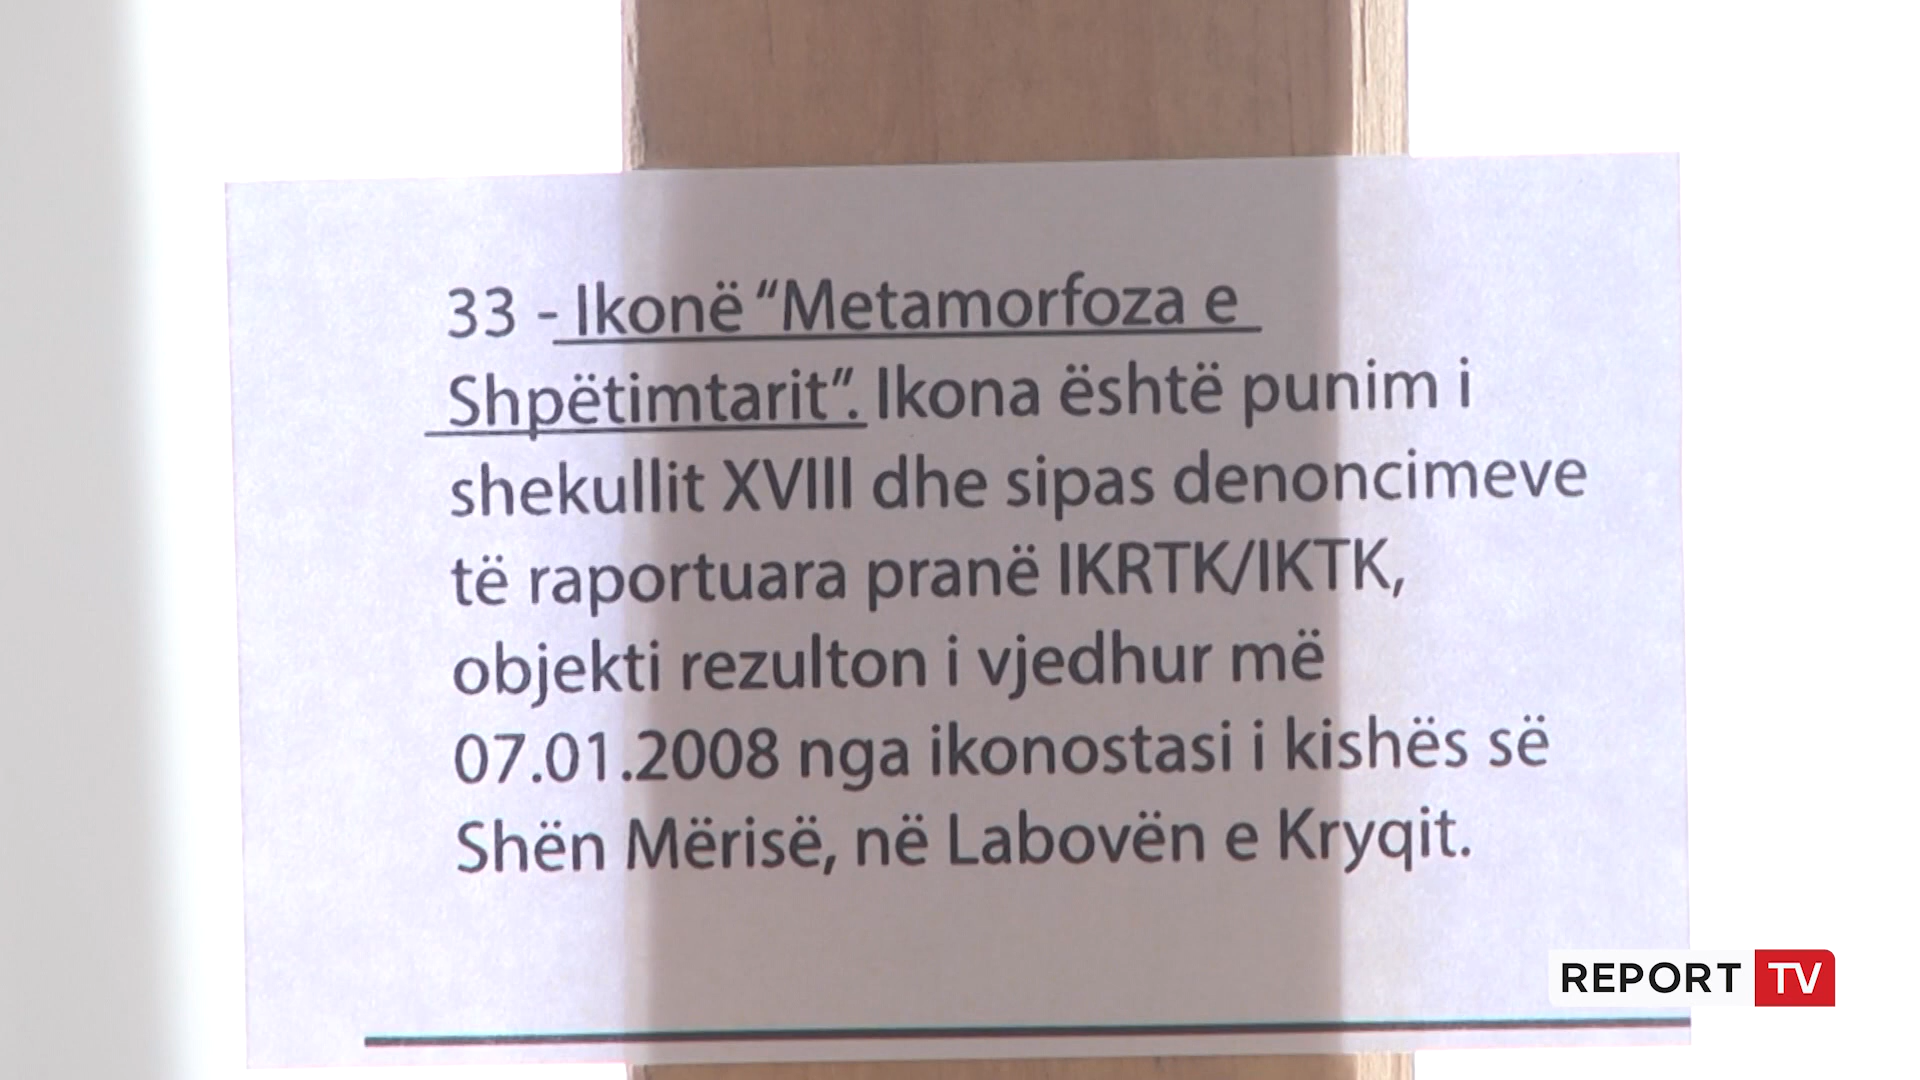 33 - Ikonë “Metamorfoza e
Shpëtimtarit”. Ikona është punim i
shekullit XVIII dhe sipas denoncimeve
të raportuara pranë IKRTK/IKTK,
objekti rezulton i vjedhur më
07.01.2008 nga ikonostasi i kishës së
Shën Mërisë, në Labovën e Kryqit.
REPORT TV